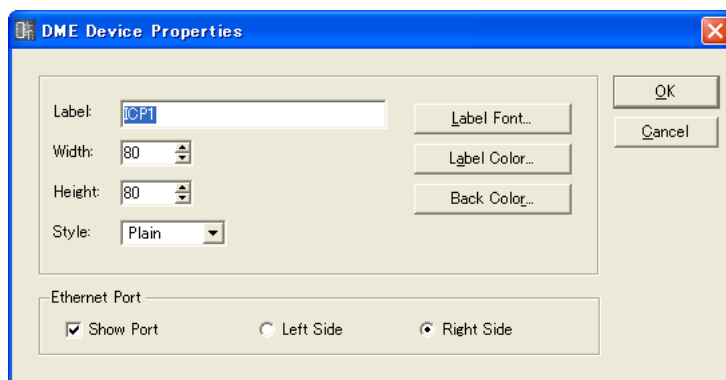 DME Device Properties
Label: ICP1
Label Font...
OK
Width: 80
Label Color...
Cancel
Height: 80
Back Color...
Style: Plain
Ethernet Port
Show Port
Left Side
Right Side